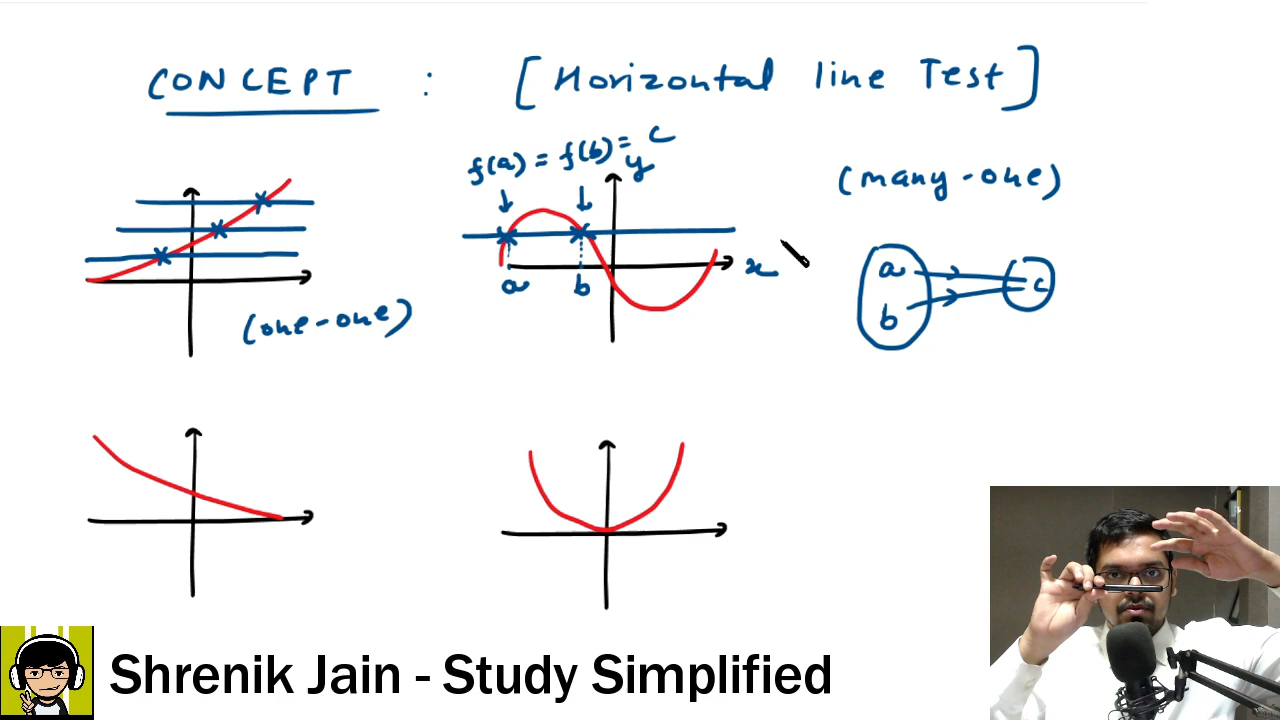 CONCEPT : [Horizontal line Test]
f(a) = f(b) = c
y
(many-one)
x
a b
a
b
c
(one-one)
Shrenik Jain - Study Simplified